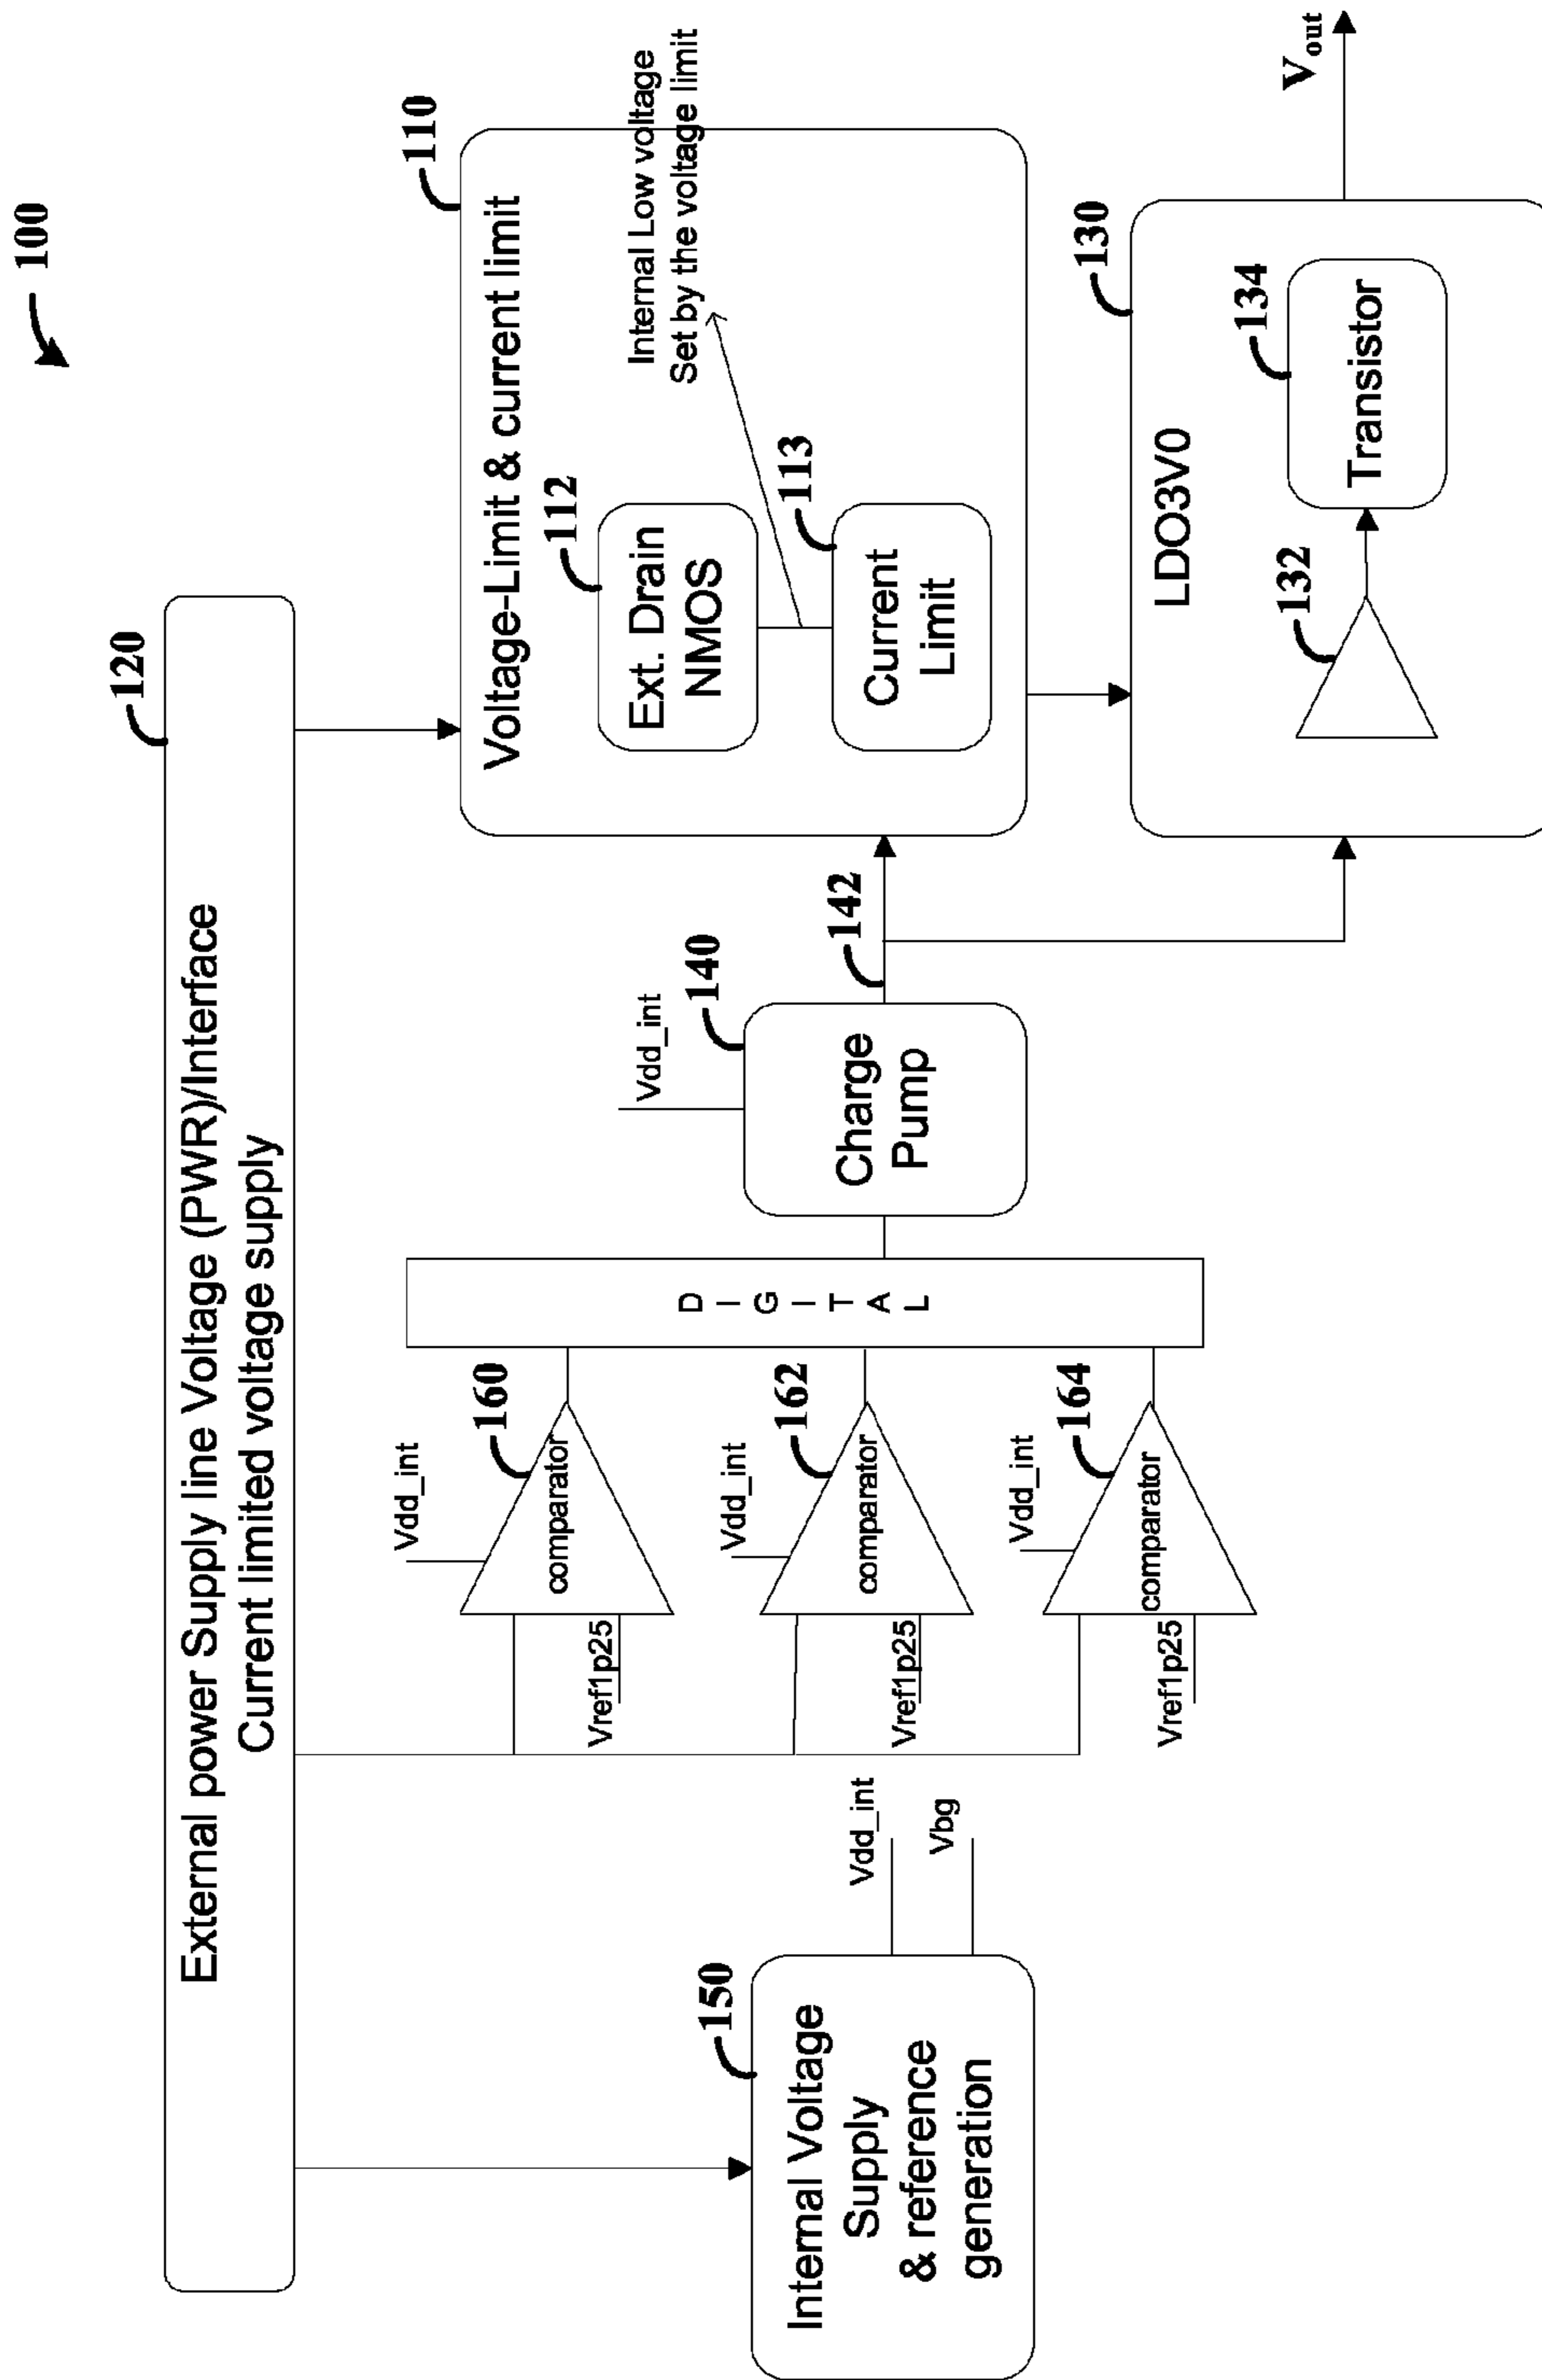 100
120
External power Supply line Voltage (PWR)/Interface
Current limited voltage supply
110
Voltage-Limit & current limit
112
Ext. Drain
NMOS
Internal Low voltage
Set by the voltage limit
113
Current
Limit
Vdd_int
160
comparator
Vref1p25
Vdd_int
162
comparator
Vref1p25
Vdd_int
164
comparator
Vref1p25
D
I
G
I
T
A
L
Vdd_int
140
Charge
Pump
142
150
Internal Voltage
Supply
& reference
generation
Vdd_int
Vbg
130
LDO3V0
132
134
Transistor
Vout